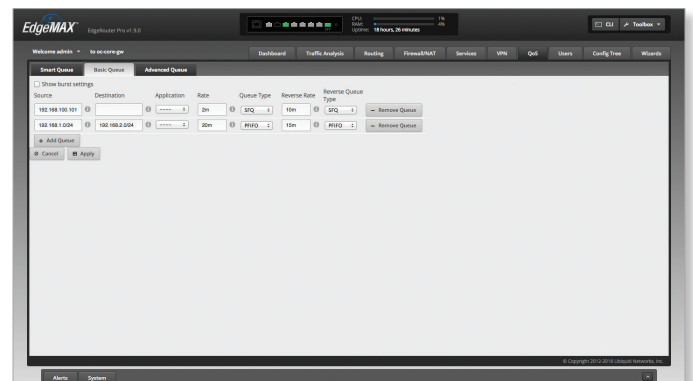 EdgeMAX EdgeRouter Pro v1.9.0
CPU: 1%
RAM: 4%
Uptime: 18 hours, 26 minutes
CLI Toolbox
Welcome admin to oc-core-gw
Dashboard Traffic Analysis Routing Firewall/NAT Services VPN QoS Users Config Tree Wizards
Smart Queue Basic Queue Advanced Queue
Show burst settings
Source Destination Application Rate Queue Type Reverse Rate Reverse Queue Type
192.168.100.101 ---- 2m SFQ 10m SFQ − Remove Queue
192.168.1.0/24 192.168.2.0/24 ---- 20m PFIFO 15m PFIFO − Remove Queue
+ Add Queue
Cancel Apply
© Copyright 2012-2016 Ubiquiti Networks, Inc.
Alerts System